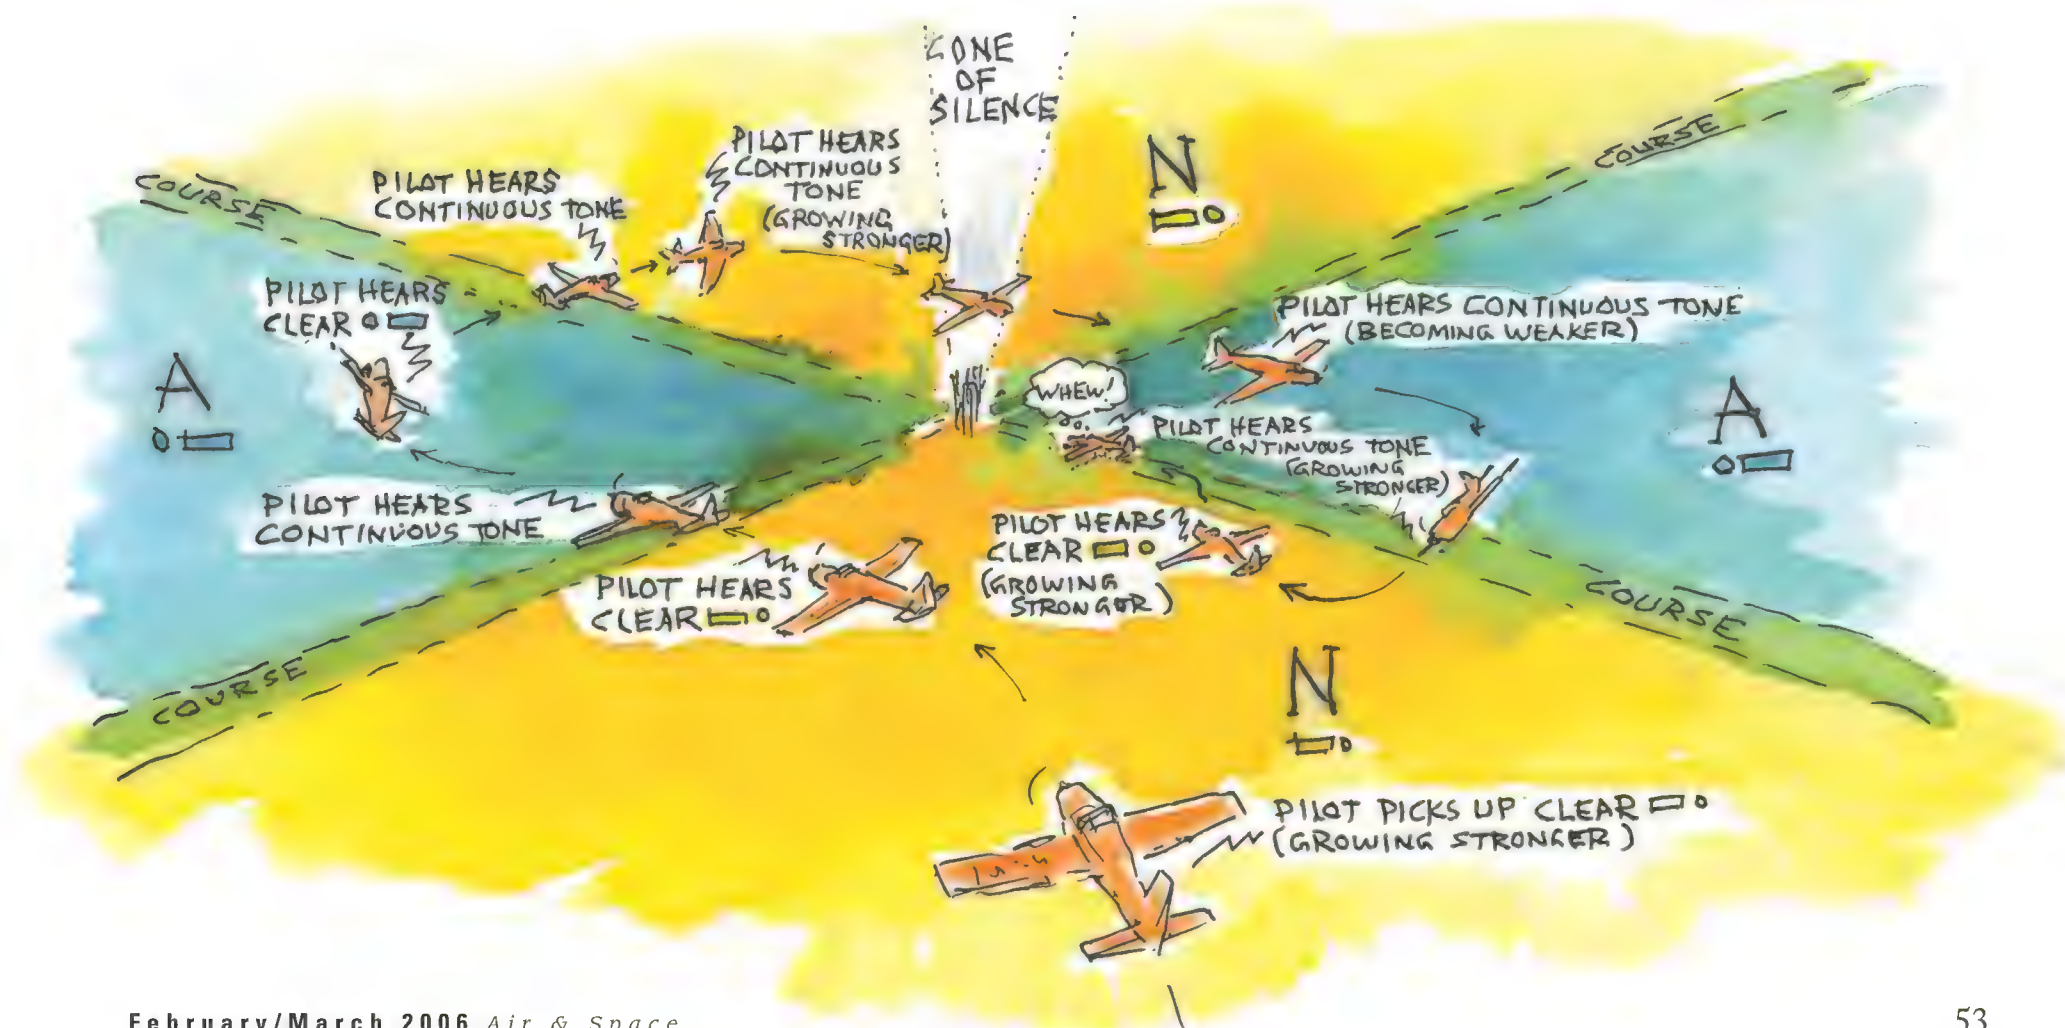 CONE
OF
SILENCE
PILOT HEARS
CONTINUOUS
TONE
(GROWING
STRONGER)
N
COURSE
PILOT HEARS
CONTINUOUS TONE
COURSE
PILOT HEARS
CLEAR
PILOT HEARS CONTINUOUS TONE
(BECOMING WEAKER)
A
WHEW!
A
PILOT HEARS
CONTINUOUS TONE
(GROWING
STRONGER)
PILOT HEARS
CONTINUOUS TONE
PILOT HEARS
CLEAR
(GROWING
STRONGER)
PILOT HEARS
CLEAR
COURSE
COURSE
N
PILOT PICKS UP CLEAR
(GROWING STRONGER)
February/March 2006 Air & Space
53